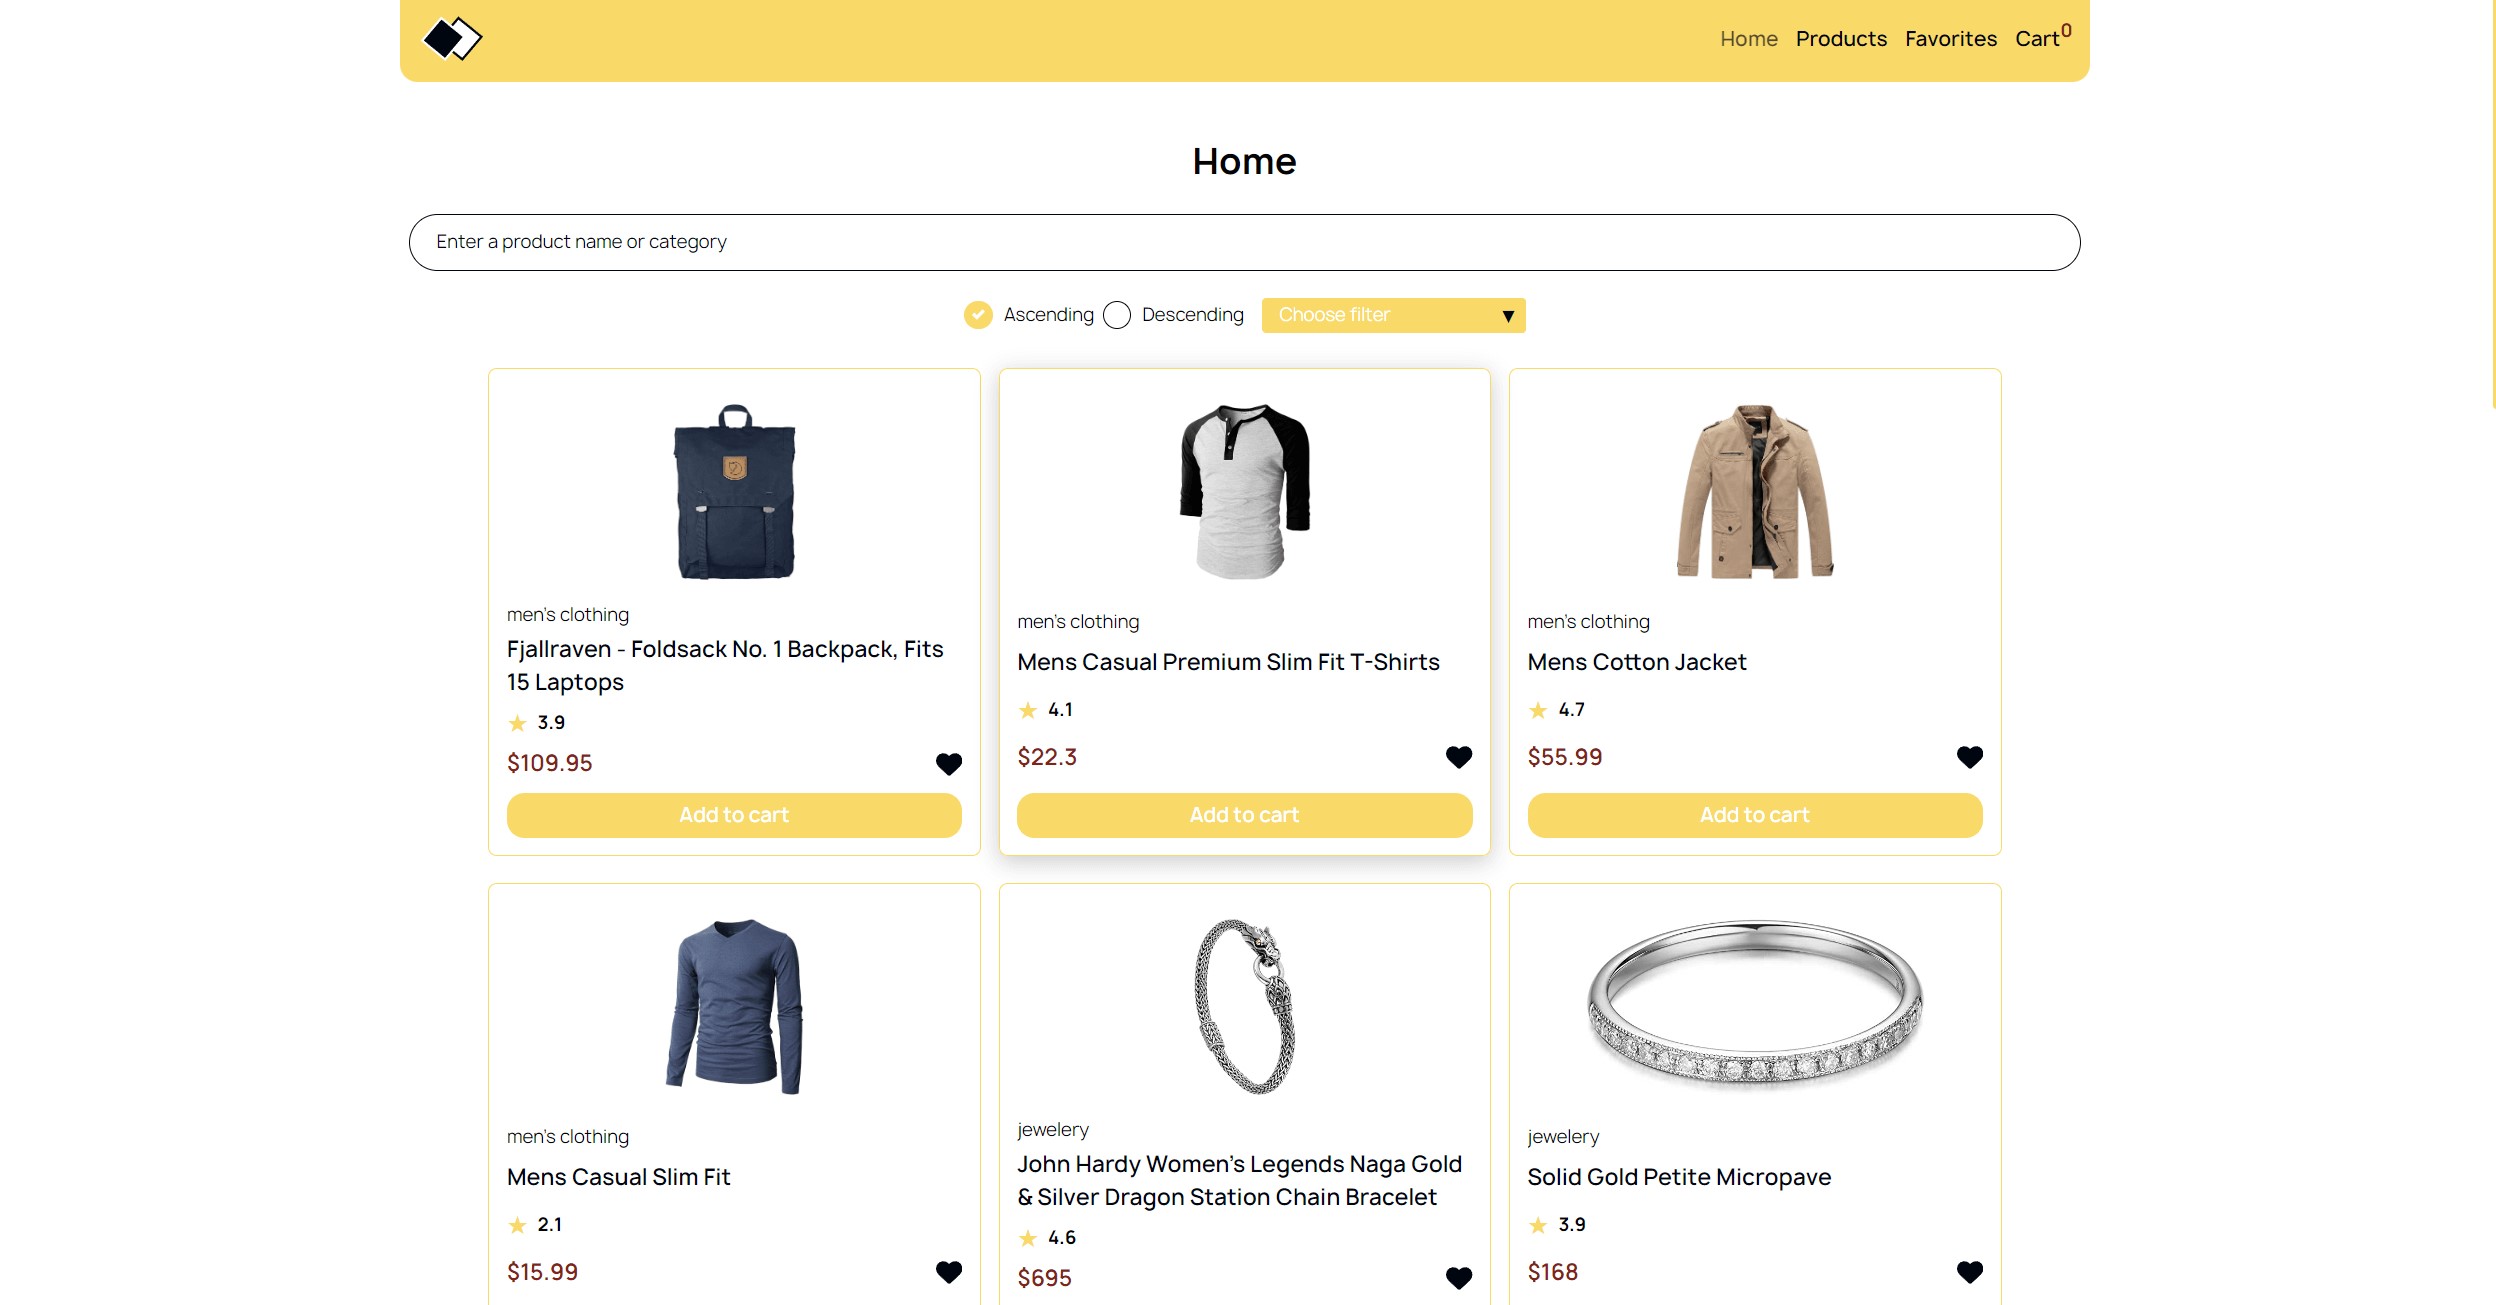 Home Products Favorites Cart 0
Home
Enter a product name or category
Ascending Descending Choose filter ▼
men's clothing
Fjallraven - Foldsack No. 1 Backpack, Fits
15 Laptops
3.9
$109.95
Add to cart
men's clothing
Mens Casual Premium Slim Fit T-Shirts
4.1
$22.3
Add to cart
men's clothing
Mens Cotton Jacket
4.7
$55.99
Add to cart
men's clothing
Mens Casual Slim Fit
2.1
$15.99
jewelery
John Hardy Women's Legends Naga Gold
& Silver Dragon Station Chain Bracelet
4.6
$695
jewelery
Solid Gold Petite Micropave
3.9
$168